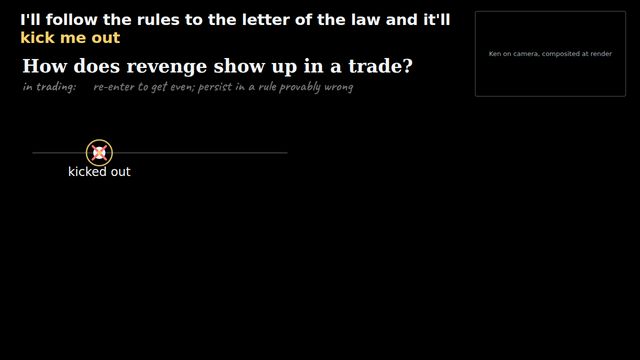 I'll follow the rules to the letter of the law and it'll
kick me out
How does revenge show up in a trade?
in trading: re-enter to get even; persist in a rule provably wrong
Ken on camera, composited at render
kicked out